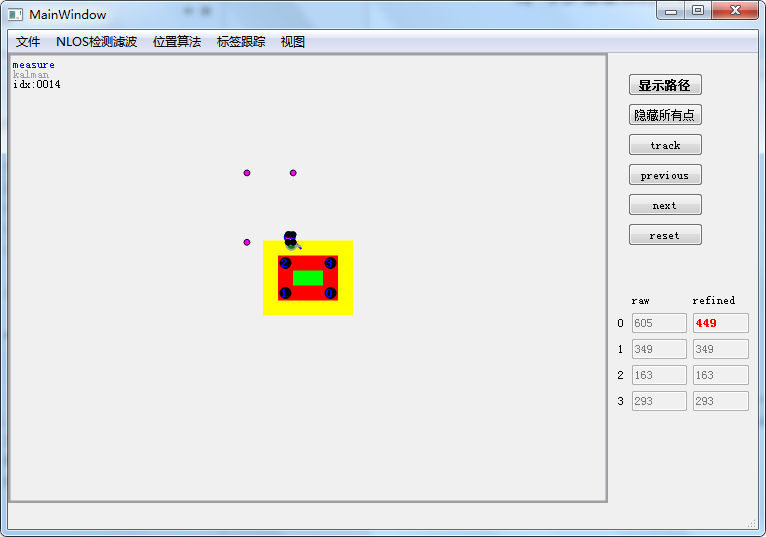 MainWindow
文件 NLOS检测滤波 位置算法 标签跟踪 视图
measure
kalman
idx:0014
显示路径
隐藏所有点
track
previous
next
reset
raw refined
0 605 449
1 349 349
2 163 163
3 293 293
2 3
1 0